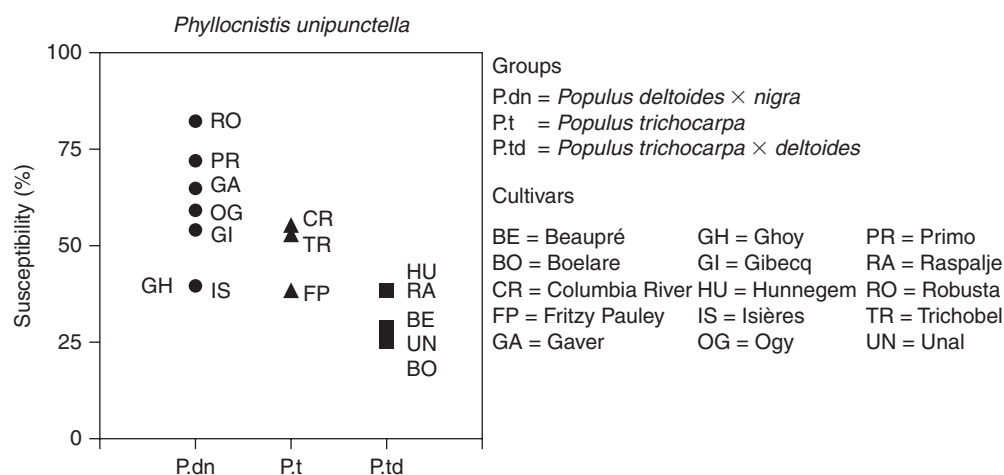 Phyllocnistis unipunctella
Susceptibility (%)
100
75
50
25
0
RO
PR
GA
OG
GI
GH IS
CR
TR
FP
HU
RA
BE
UN
BO
P.dn P.t P.td
Groups
P.dn = Populus deltoides × nigra
P.t = Populus trichocarpa
P.td = Populus trichocarpa × deltoides
Cultivars
BE = Beaupré GH = Ghoy PR = Primo
BO = Boelare GI = Gibecq RA = Raspalje
CR = Columbia River HU = Hunnegem RO = Robusta
FP = Fritzy Pauley IS = Isières TR = Trichobel
GA = Gaver OG = Ogy UN = Unal